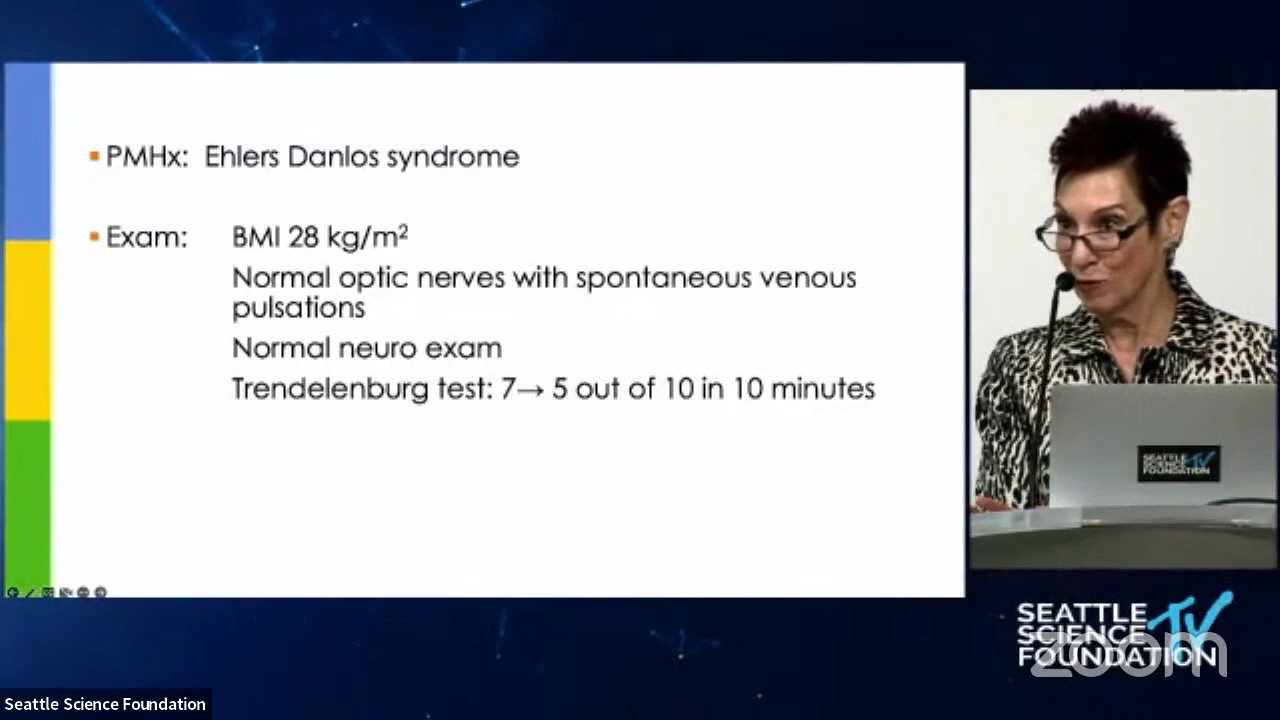 PMHx: Ehlers Danlos syndrome
Exam: BMI 28 kg/m²
Normal optic nerves with spontaneous venous
pulsations
Normal neuro exam
Trendelenburg test: 7→ 5 out of 10 in 10 minutes
SEATTLE
SCIENCE TV
FOUNDATION
SEATTLE
SCIENCE TV
FOUNDATION
zoom
Seattle Science Foundation